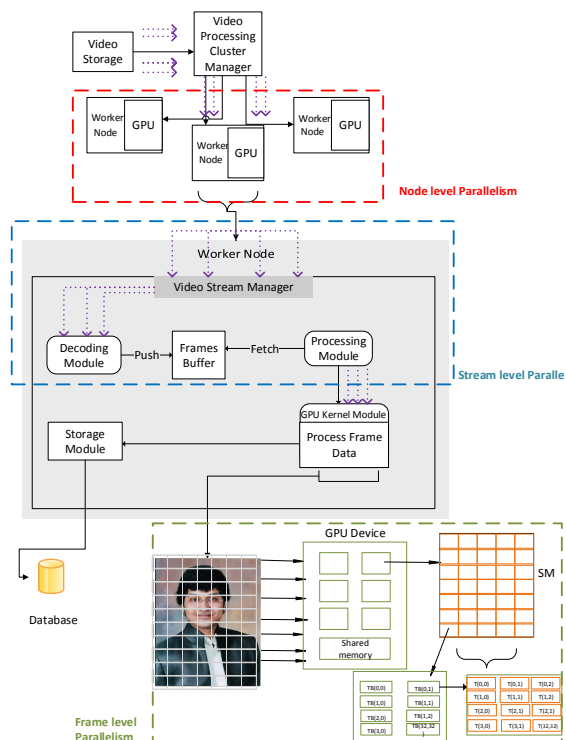 Video
Storage
Video
Processing
Cluster
Manager
Worker
Node
GPU
Worker
Node
GPU
Worker
Node
GPU
Node level Parallelism
Worker Node
Video Stream Manager
Decoding
Module
Push
Frames
Buffer
Fetch
Processing
Module
Stream level Paralle
GPU Kernel Module
Process Frame
Data
Storage
Module
Database
GPU Device
Shared
memory
SM
TB(0,0)
TB(0,1)
TB(1,0)
TB(1,1)
TB(2,0)
TB(1,2)
TB(3,0)
TB(32,32
)
T(0,0)
T(0,1)
T(0,2)
T(1,0)
T(1,1)
T(1,2)
T(2,0)
T(2,1)
T(2,1)
T(3,0)
T(3,1)
T(32,32)
Frame level
Parallelism